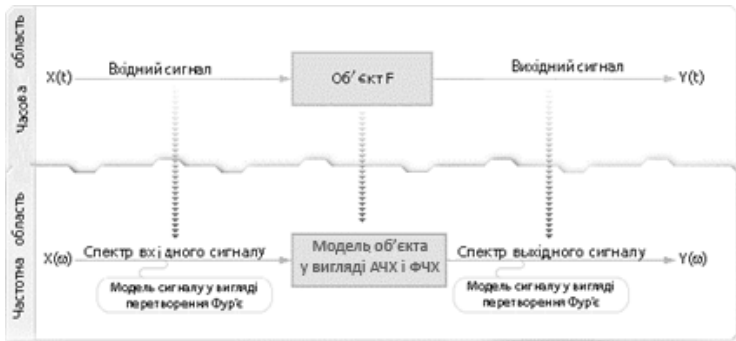 Часова область
X(t)
Вхідний сигнал
Об'єкт F
Вихідний сигнал
Y(t)
Частотна область
X(ω)
Спектр вхідного сигналу
Модель об'єкта
у вигляді АЧХ і ФЧХ
Спектр выхідного сигналу
Y(ω)
Модель сигналу у вигляді
перетворення Фур'є
Модель сигналу у вигляді
перетворення Фур'є